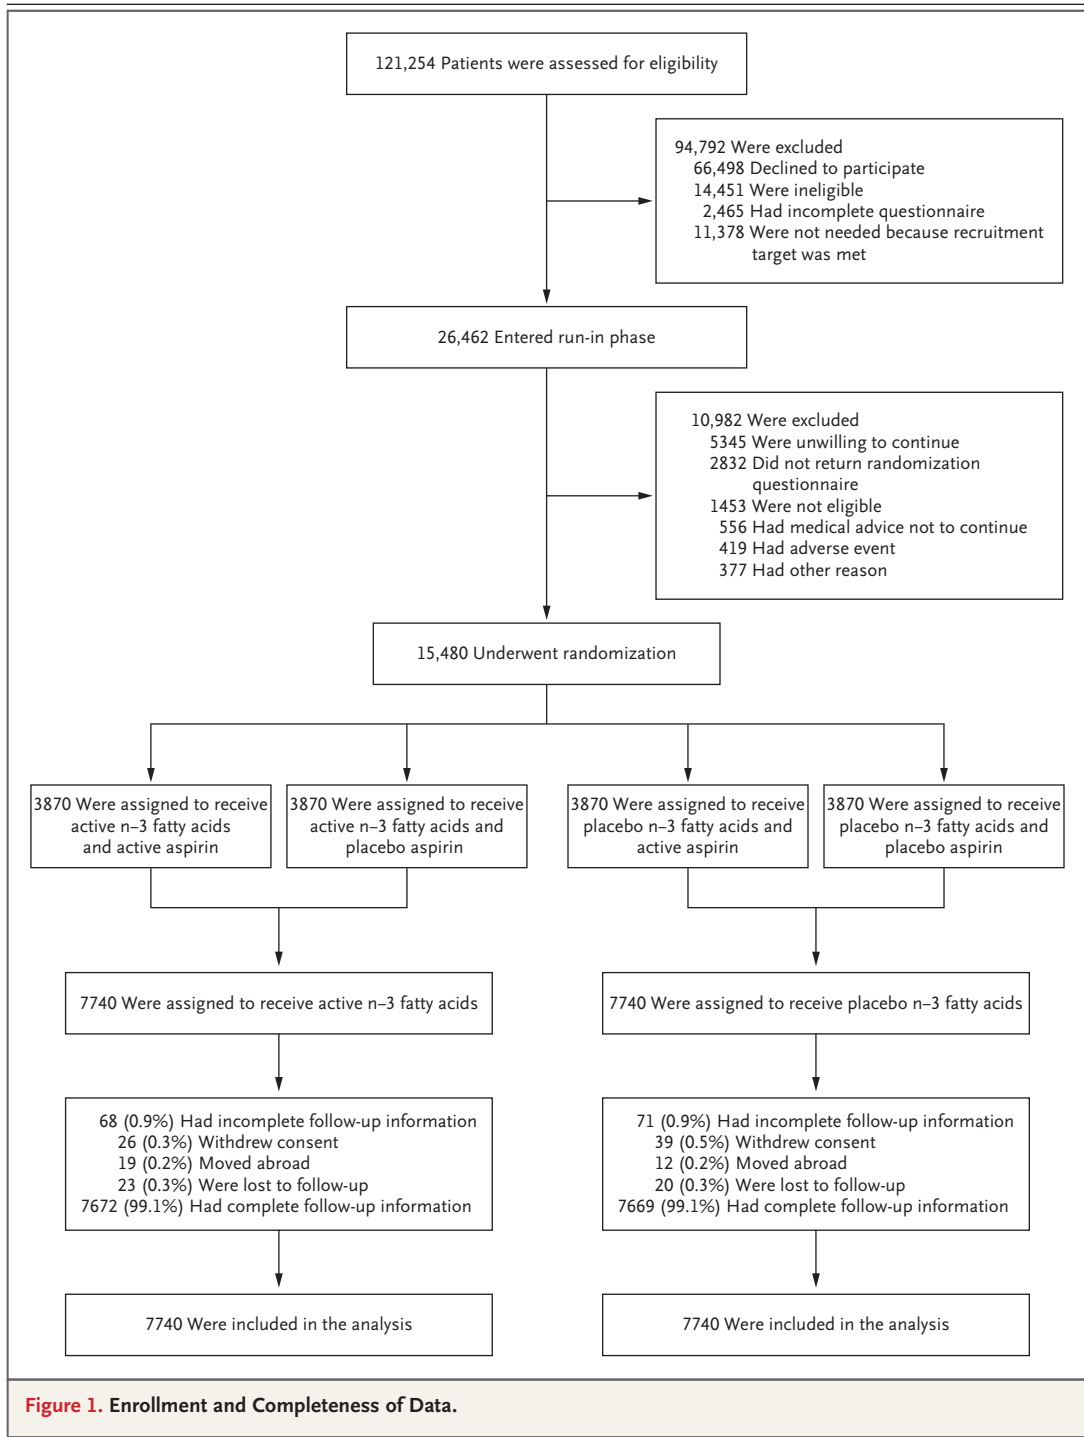 121,254 Patients were assessed for eligibility
94,792 Were excluded
66,498 Declined to participate
14,451 Were ineligible
2,465 Had incomplete questionnaire
11,378 Were not needed because recruitment
target was met
26,462 Entered run-in phase
10,982 Were excluded
5345 Were unwilling to continue
2832 Did not return randomization
questionnaire
1453 Were not eligible
556 Had medical advice not to continue
419 Had adverse event
377 Had other reason
15,480 Underwent randomization
3870 Were assigned to receive
active n–3 fatty acids
and active aspirin
3870 Were assigned to receive
active n–3 fatty acids and
placebo aspirin
3870 Were assigned to receive
placebo n–3 fatty acids and
active aspirin
3870 Were assigned to receive
placebo n–3 fatty acids and
placebo aspirin
7740 Were assigned to receive active n–3 fatty acids
7740 Were assigned to receive placebo n–3 fatty acids
68 (0.9%) Had incomplete follow-up information
26 (0.3%) Withdrew consent
19 (0.2%) Moved abroad
23 (0.3%) Were lost to follow-up
7672 (99.1%) Had complete follow-up information
71 (0.9%) Had incomplete follow-up information
39 (0.5%) Withdrew consent
12 (0.2%) Moved abroad
20 (0.3%) Were lost to follow-up
7669 (99.1%) Had complete follow-up information
7740 Were included in the analysis
7740 Were included in the analysis
Figure 1. Enrollment and Completeness of Data.